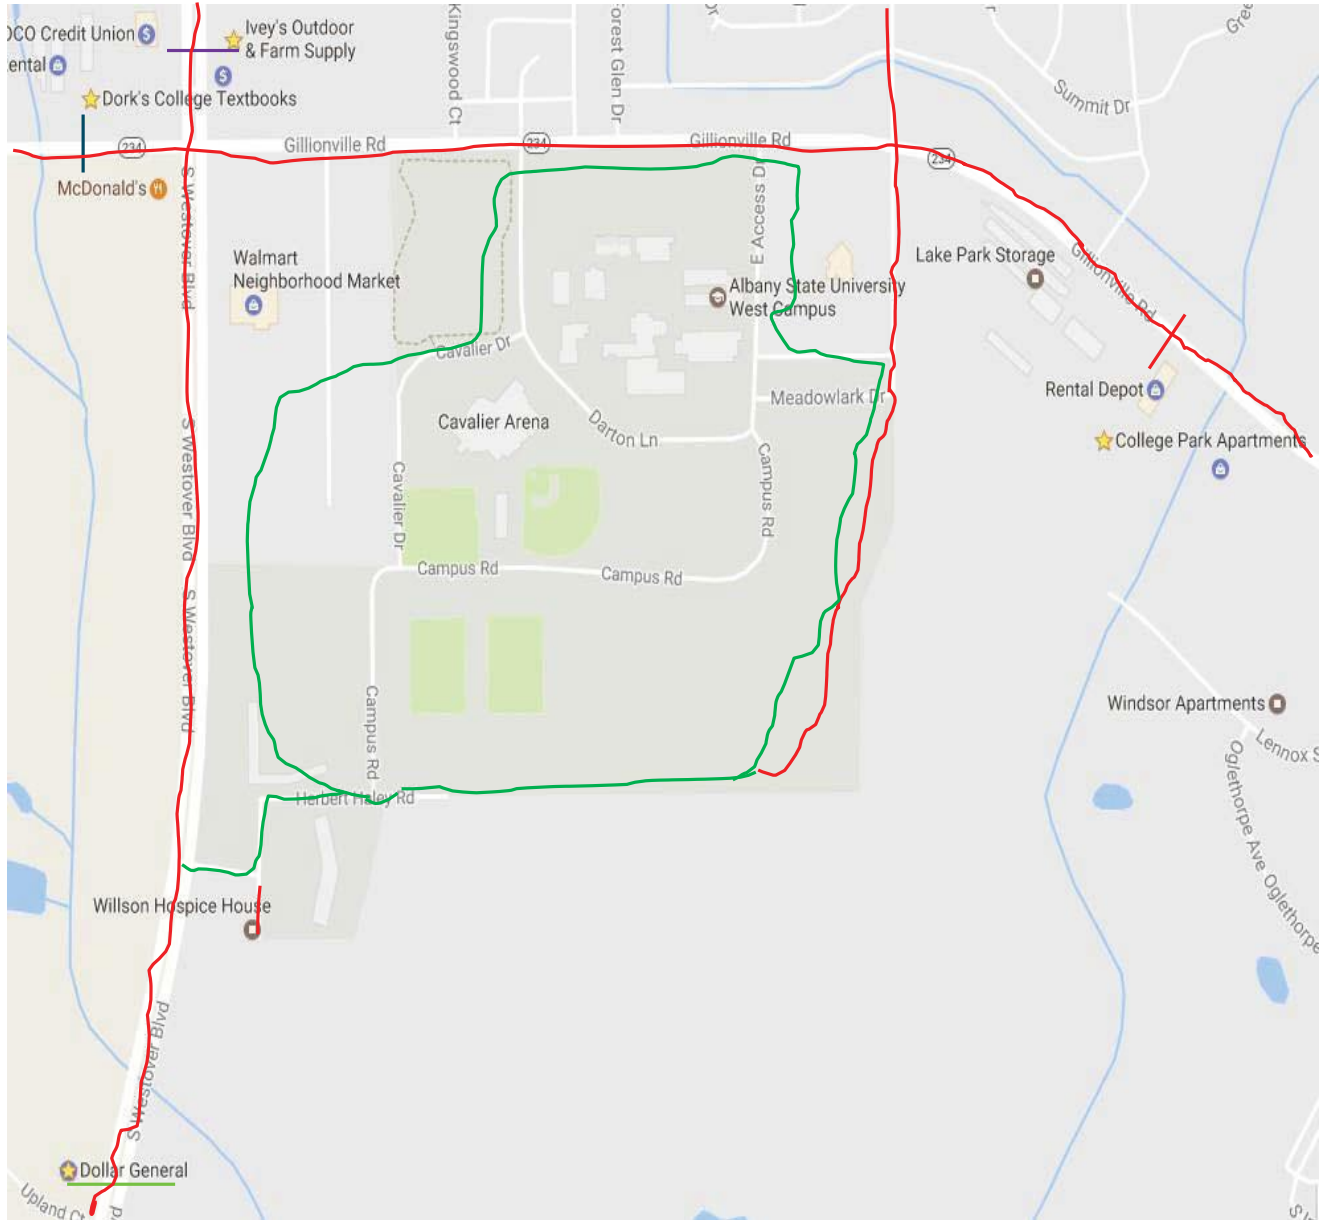 OCO Credit Union
Ivey's Outdoor
& Farm Supply
ental
Dork's College Textbooks
Kingswood Ct
Forest Glen Dr
Dr
Summit Dr
Gree
234
Gillionville Rd
234
Gillionville Rd
234
McDonald's
S Westover Blvd
E Access Dr
Walmart
Neighborhood Market
Albany State University
West Campus
Lake Park Storage
Gillionville Rd
Cavalier Dr
Rental Depot
Meadowlark Dr
Cavalier Arena
Darton Ln
College Park Apartments
S Westover Blvd
Cavalier Dr
Campus Rd
Campus Rd
Campus Rd
S Westover Blvd
Campus Rd
Windsor Apartments
Lennox S
Oglethorpe Ave
Oglethorpe
Herbert Haley Rd
Willson Hospice House
S Westover Blvd
Dollar General
Upland Ct